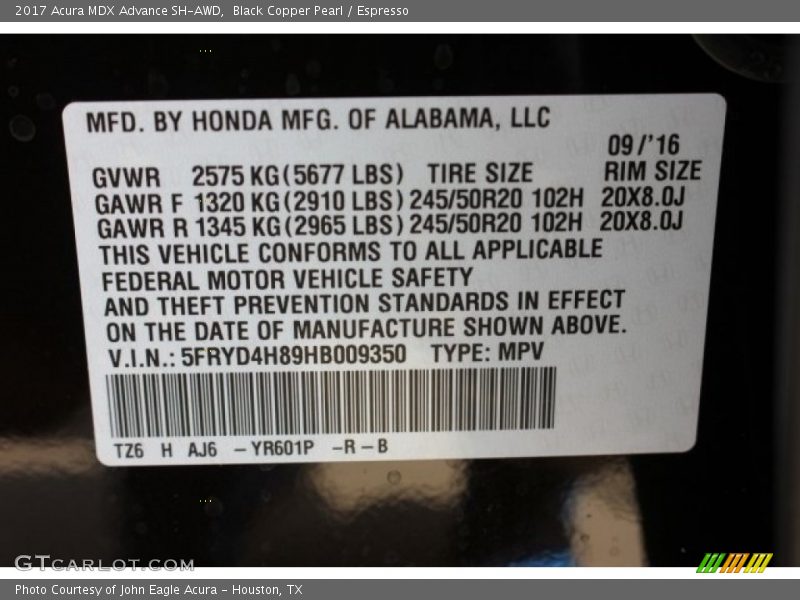 2017 Acura MDX Advance SH-AWD, Black Copper Pearl / Espresso
MFD. BY HONDA MFG. OF ALABAMA, LLC
09/'16
GVWR 2575 KG (5677 LBS) TIRE SIZE RIM SIZE
GAWR F 1320 KG (2910 LBS) 245/50R20 102H 20X8.0J
GAWR R 1345 KG (2965 LBS) 245/50R20 102H 20X8.0J
THIS VEHICLE CONFORMS TO ALL APPLICABLE
FEDERAL MOTOR VEHICLE SAFETY
AND THEFT PREVENTION STANDARDS IN EFFECT
ON THE DATE OF MANUFACTURE SHOWN ABOVE.
V.I.N.: 5FRYD4H89HB009350 TYPE: MPV
TZ6 H AJ6 -YR601P -R-B
GTCARLOT.COM
Photo Courtesy of John Eagle Acura - Houston, TX